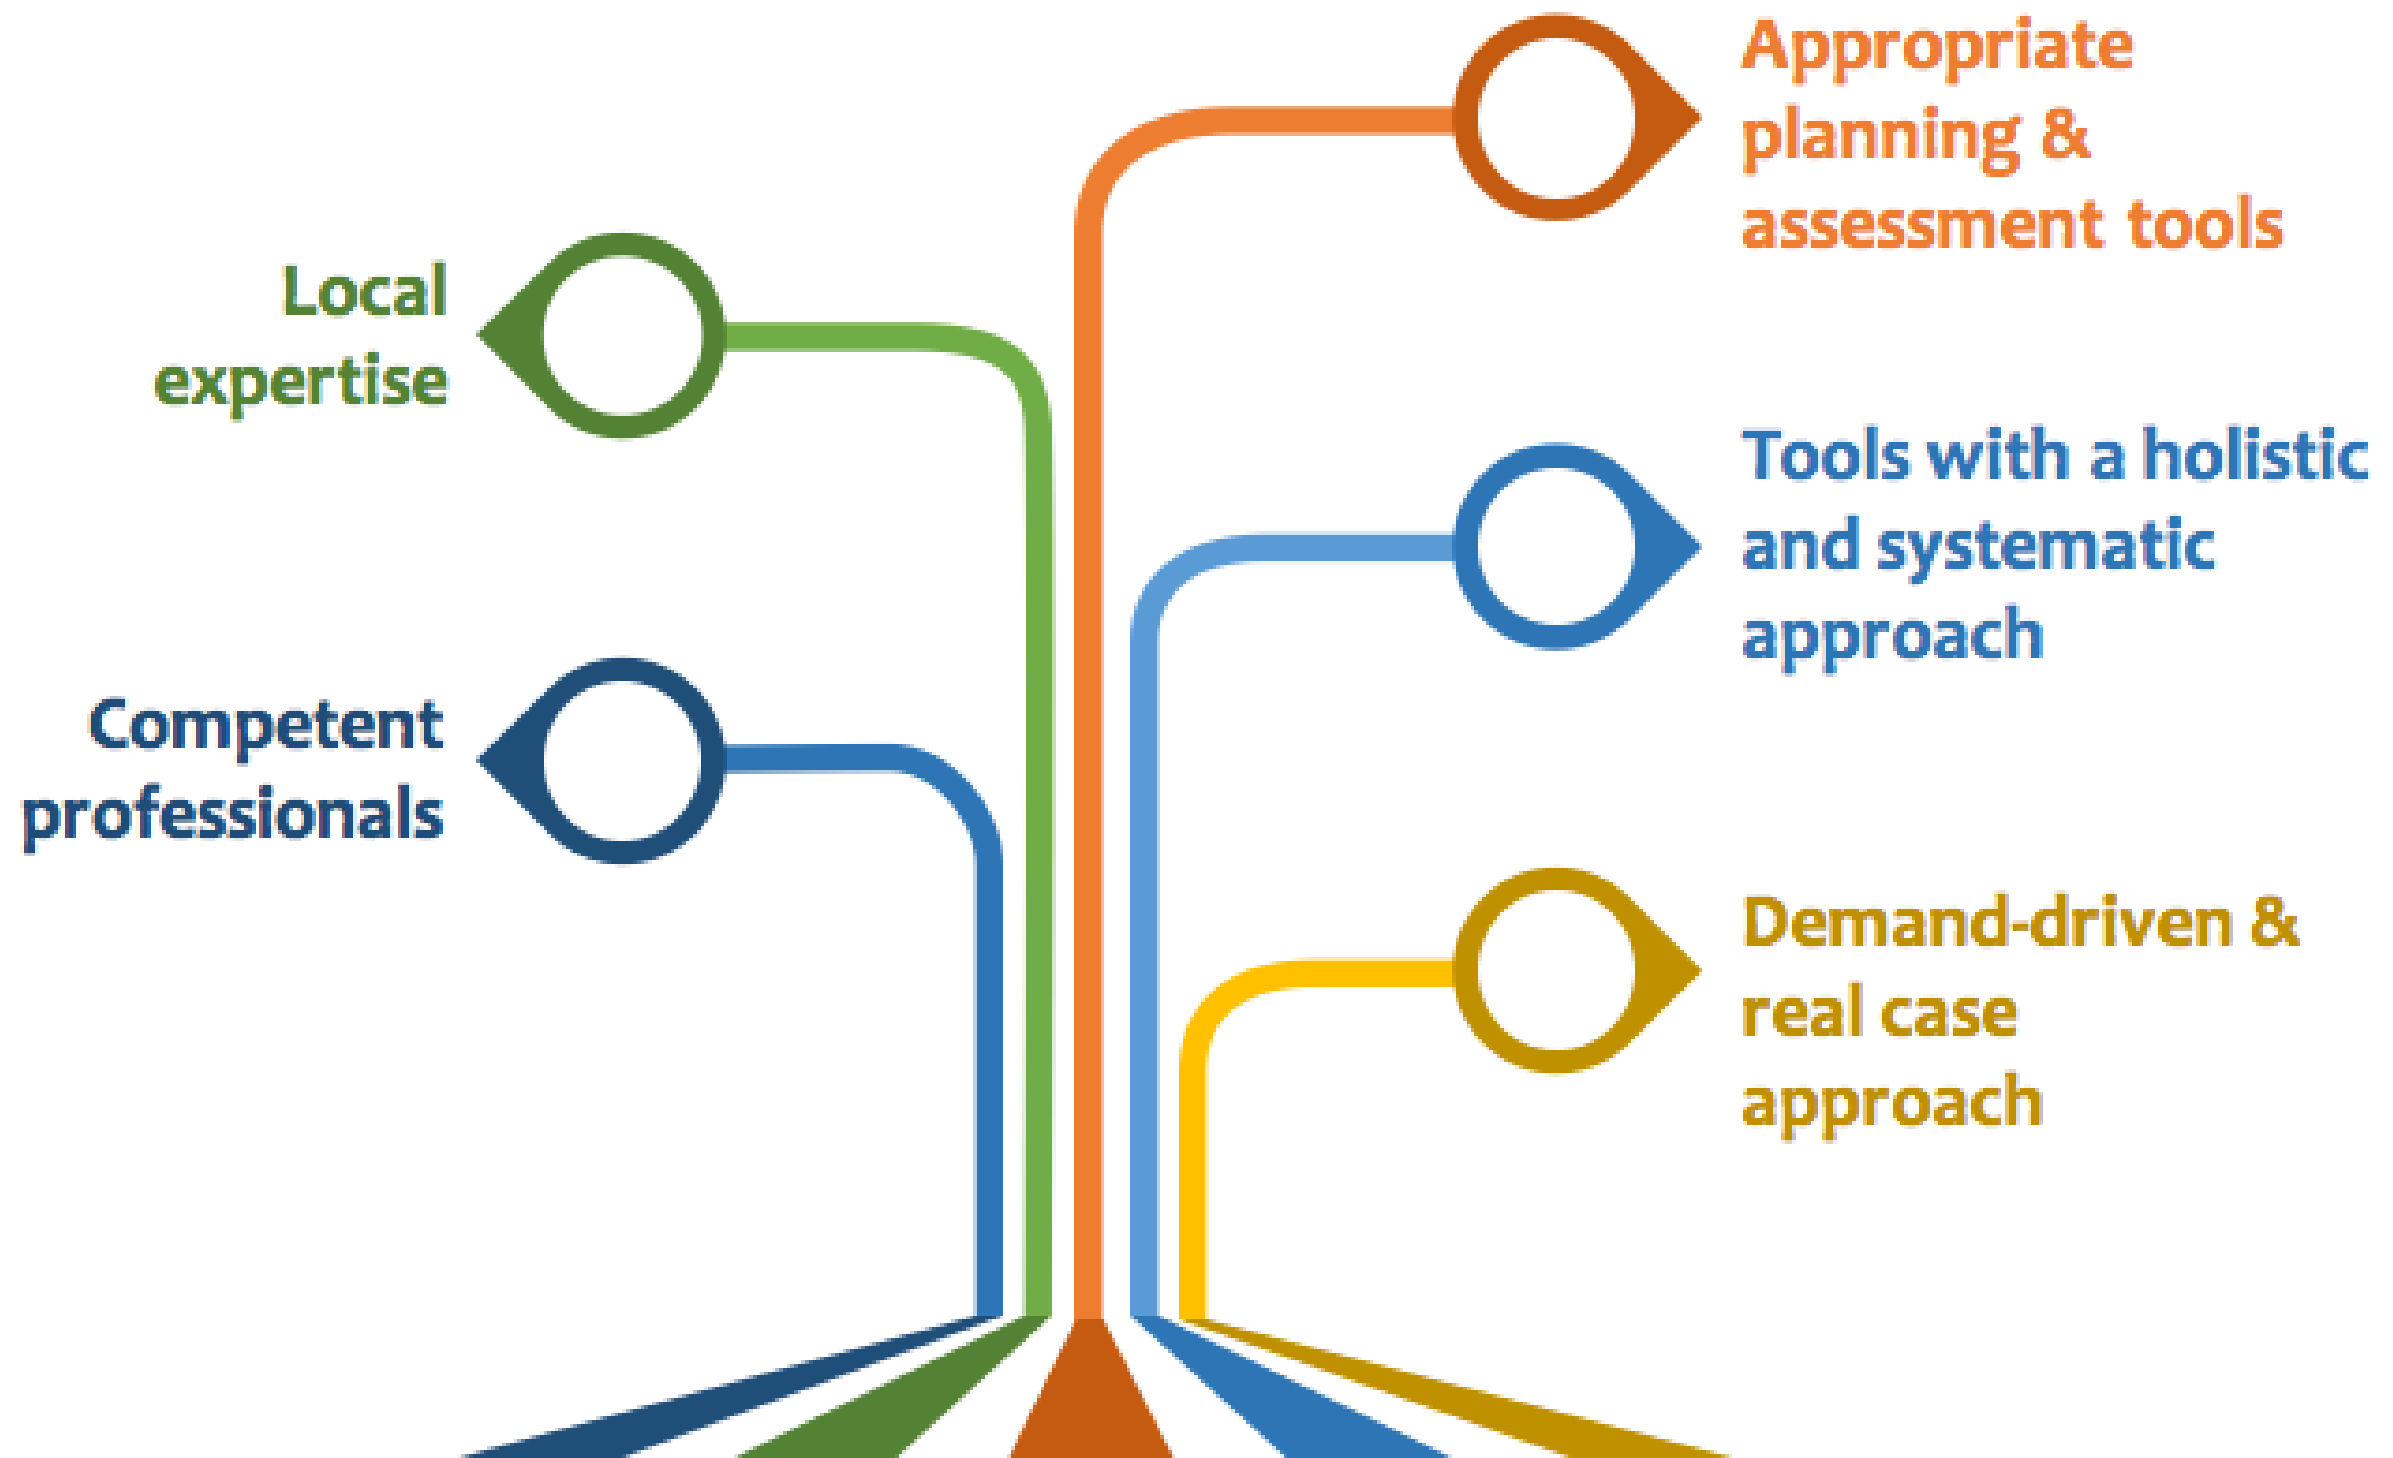 Appropriate
planning &
assessment tools
Local
expertise
Tools with a holistic
and systematic
approach
Competent
professionals
Demand-driven &
real case
approach